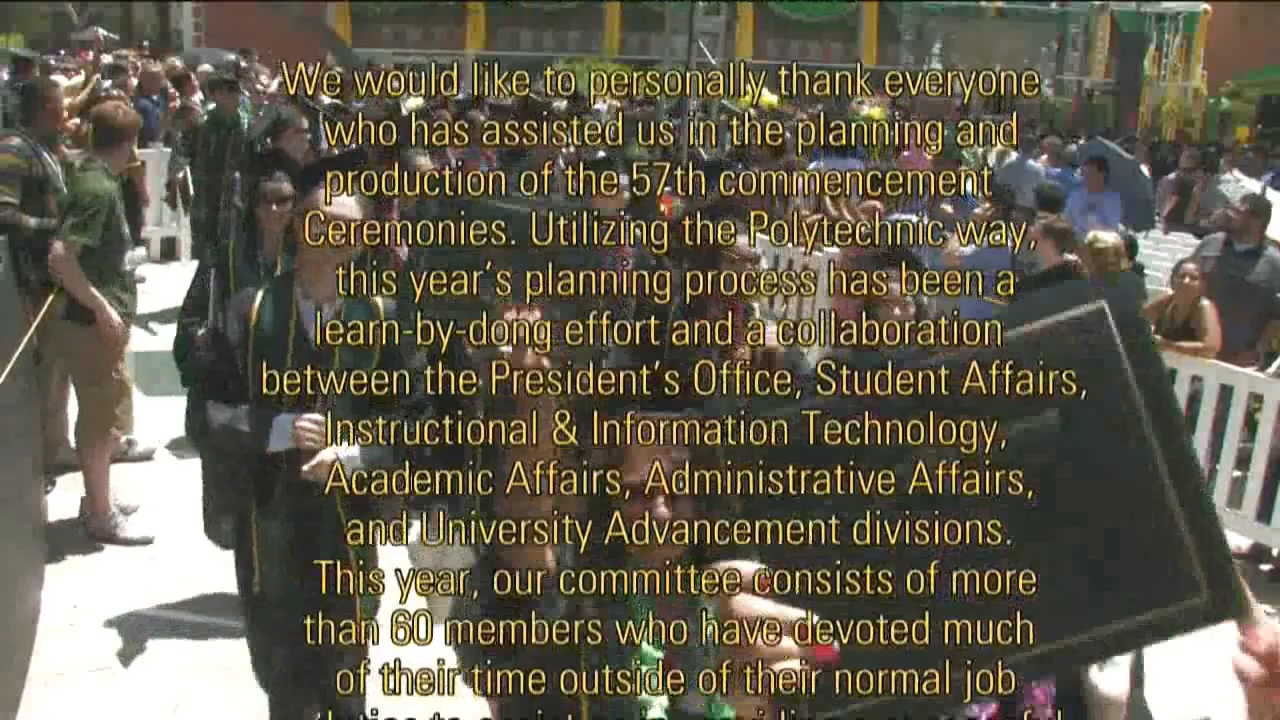 We would like to personally thank everyone
who has assisted us in the planning and
production of the 57th commencement
Ceremonies. Utilizing the Polytechnic way,
this year's planning process has been a
learn-by-dong effort and a collaboration
between the President's Office, Student Affairs,
Instructional & Information Technology,
Academic Affairs, Administrative Affairs,
and University Advancement divisions.
This year, our committee consists of more
than 60 members who have devoted much
of their time outside of their normal job